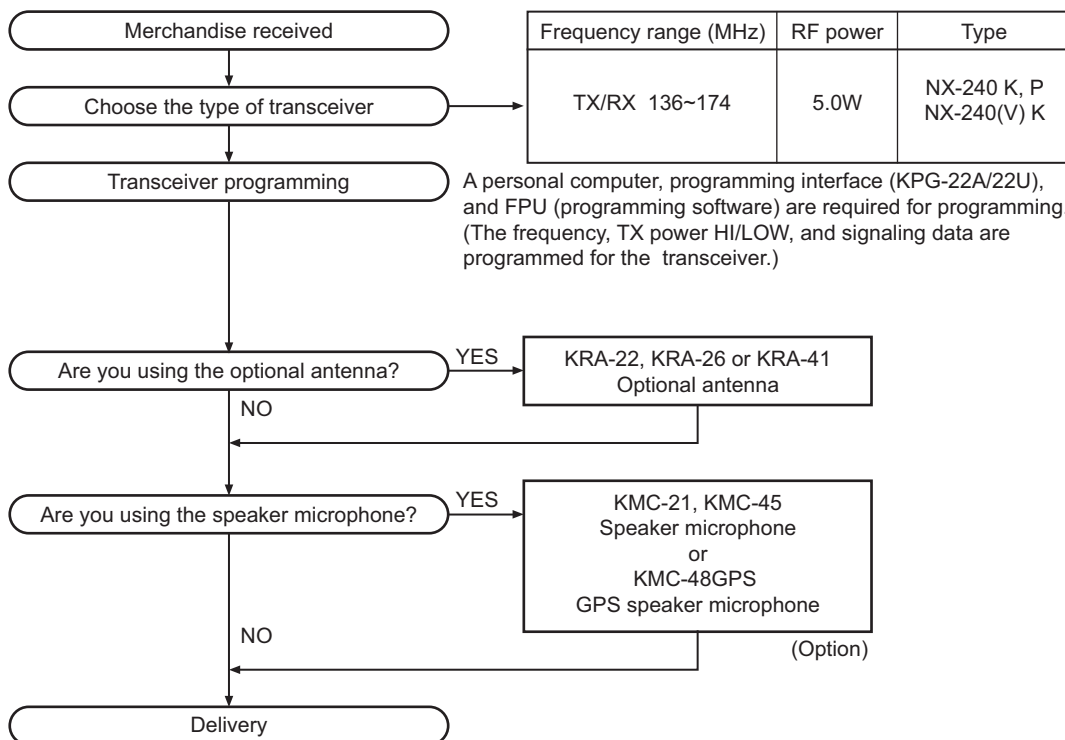 Merchandise received
Frequency range (MHz) RF power Type
Choose the type of transceiver
TX/RX 136~174 5.0W NX-240 K, P
NX-240(V) K
Transceiver programming
A personal computer, programming interface (KPG-22A/22U),
and FPU (programming software) are required for programming.
(The frequency, TX power HI/LOW, and signaling data are
programmed for the transceiver.)
Are you using the optional antenna?
YES
KRA-22, KRA-26 or KRA-41
Optional antenna
NO
Are you using the speaker microphone?
YES
KMC-21, KMC-45
Speaker microphone
or
KMC-48GPS
GPS speaker microphone
(Option)
NO
Delivery